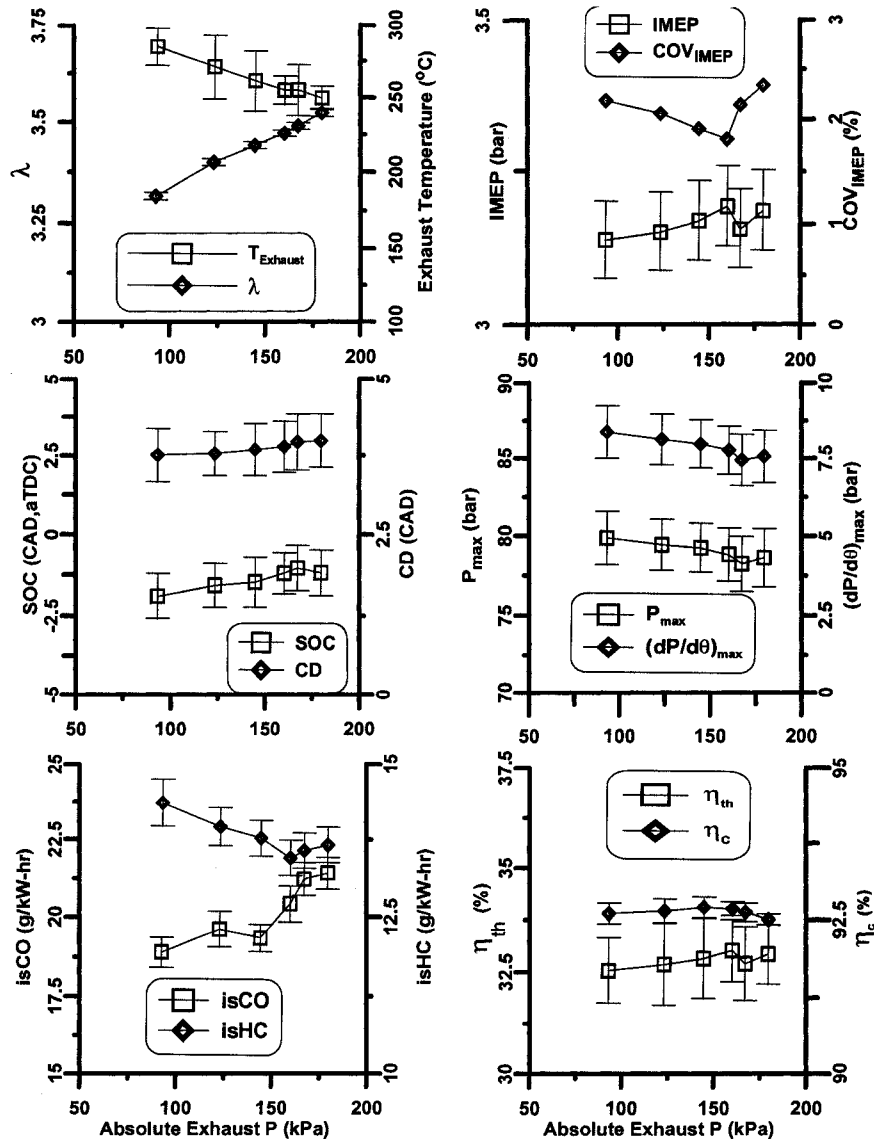 3.75
3.5
3.25
3
λ
300
250
200
150
100
Exhaust Temperature (°C)
T_Exhaust
λ
50
100
150
200
3.5
3
IMEP (bar)
3
2
1
0
COV_IMEP (%)
IMEP
COV_IMEP
50
100
150
200
5
2.5
0
-2.5
-5
SOC (CAD,aTDC)
5
2.5
0
CD (CAD)
SOC
CD
50
100
150
200
90
85
80
75
70
P_max (bar)
10
7.5
5
2.5
0
(dP/dθ)_max (bar)
P_max
(dP/dθ)_max
50
100
150
200
25
22.5
20
17.5
15
isCO (g/kW-hr)
15
12.5
10
isHC (g/kW-hr)
isCO
isHC
50
100
150
200
Absolute Exhaust P (kPa)
37.5
35
32.5
30
η_th (%)
95
92.5
90
η_c (%)
η_th
η_c
50
100
150
200
Absolute Exhaust P (kPa)